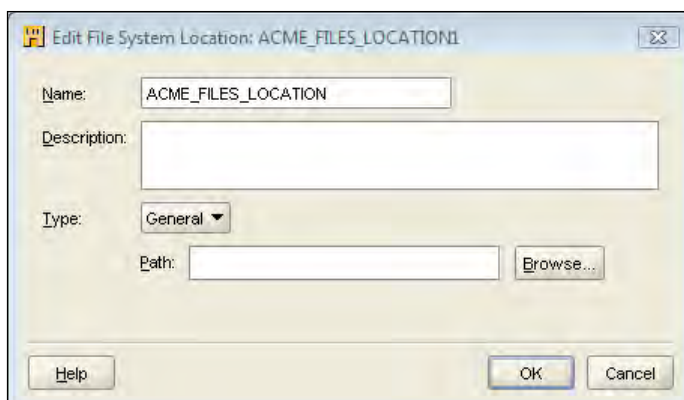 Edit File System Location: ACME_FILES_LOCATION1
Name: ACME_FILES_LOCATION
Description:
Type: General
Path: Browse...
Help OK Cancel